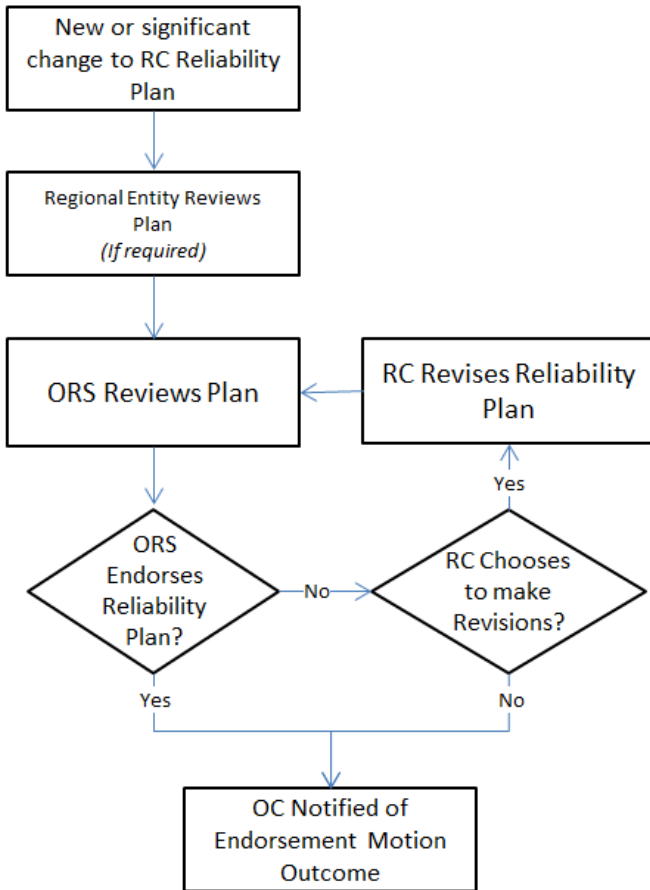 New or significant
change to RC Reliability
Plan
Regional Entity Reviews
Plan
(If required)
ORS Reviews Plan
RC Revises Reliability
Plan
Yes
ORS
Endorses
Reliability
Plan?
No
RC Chooses
to make
Revisions?
Yes
No
OC Notified of
Endorsement Motion
Outcome